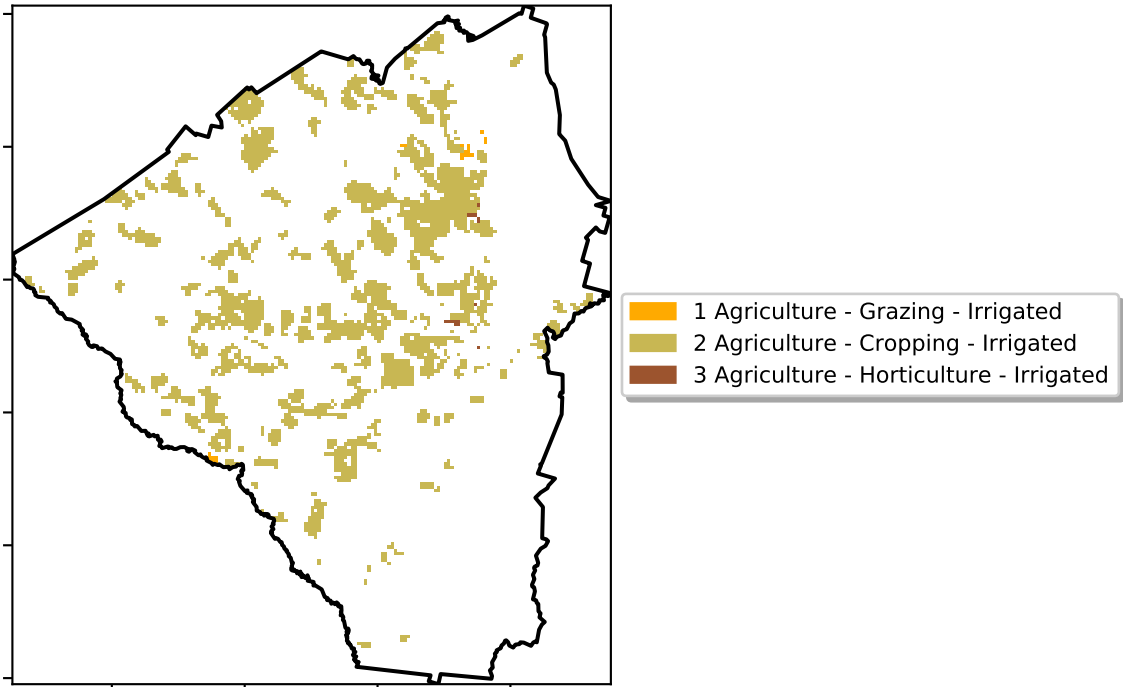 1 Agriculture - Grazing - Irrigated
2 Agriculture - Cropping - Irrigated
3 Agriculture - Horticulture - Irrigated